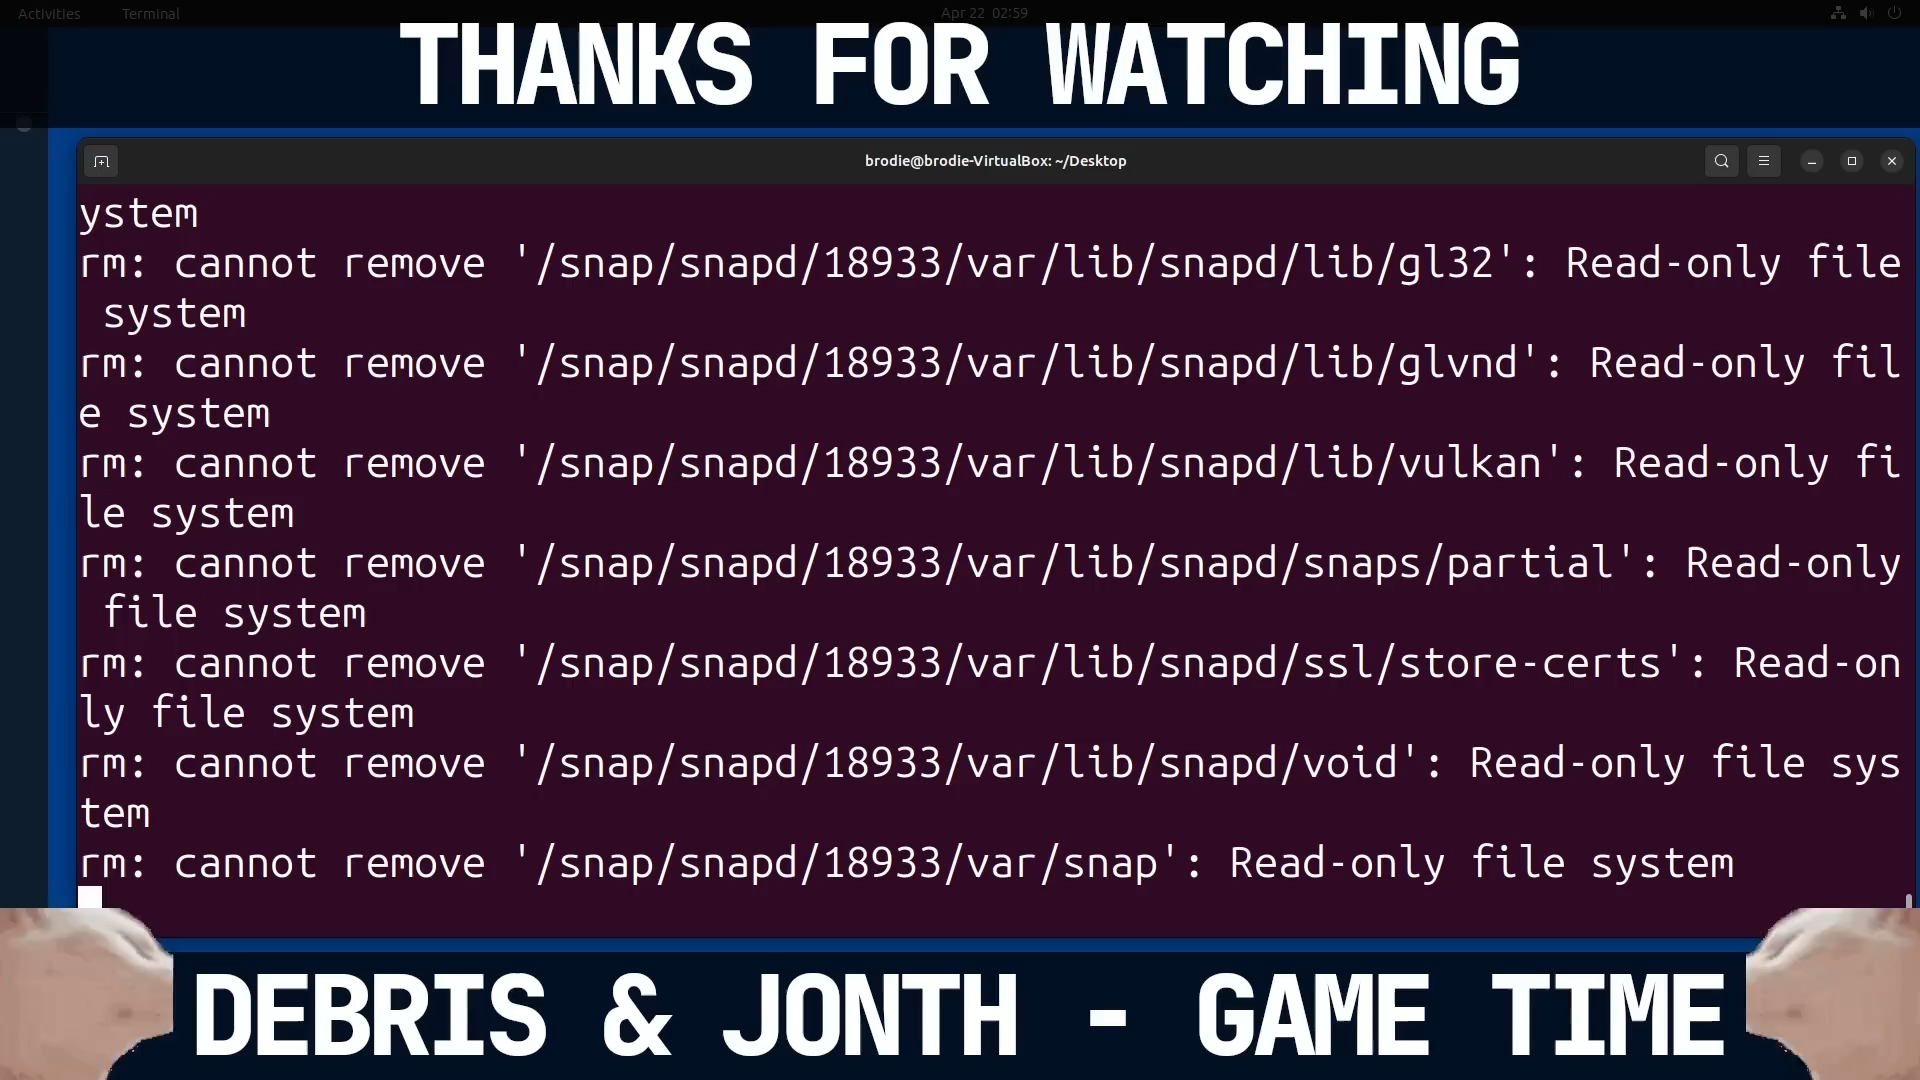 Activities Terminal Apr 22 02:59
THANKS FOR WATCHING
brodie@brodie-VirtualBox: ~/Desktop
ystem
rm: cannot remove '/snap/snapd/18933/var/lib/snapd/lib/gl32': Read-only file
 system
rm: cannot remove '/snap/snapd/18933/var/lib/snapd/lib/glvnd': Read-only fil
e system
rm: cannot remove '/snap/snapd/18933/var/lib/snapd/lib/vulkan': Read-only fi
le system
rm: cannot remove '/snap/snapd/18933/var/lib/snapd/snaps/partial': Read-only
 file system
rm: cannot remove '/snap/snapd/18933/var/lib/snapd/ssl/store-certs': Read-on
ly file system
rm: cannot remove '/snap/snapd/18933/var/lib/snapd/void': Read-only file sys
tem
rm: cannot remove '/snap/snapd/18933/var/snap': Read-only file system
DEBRIS & JONTH - GAME TIME